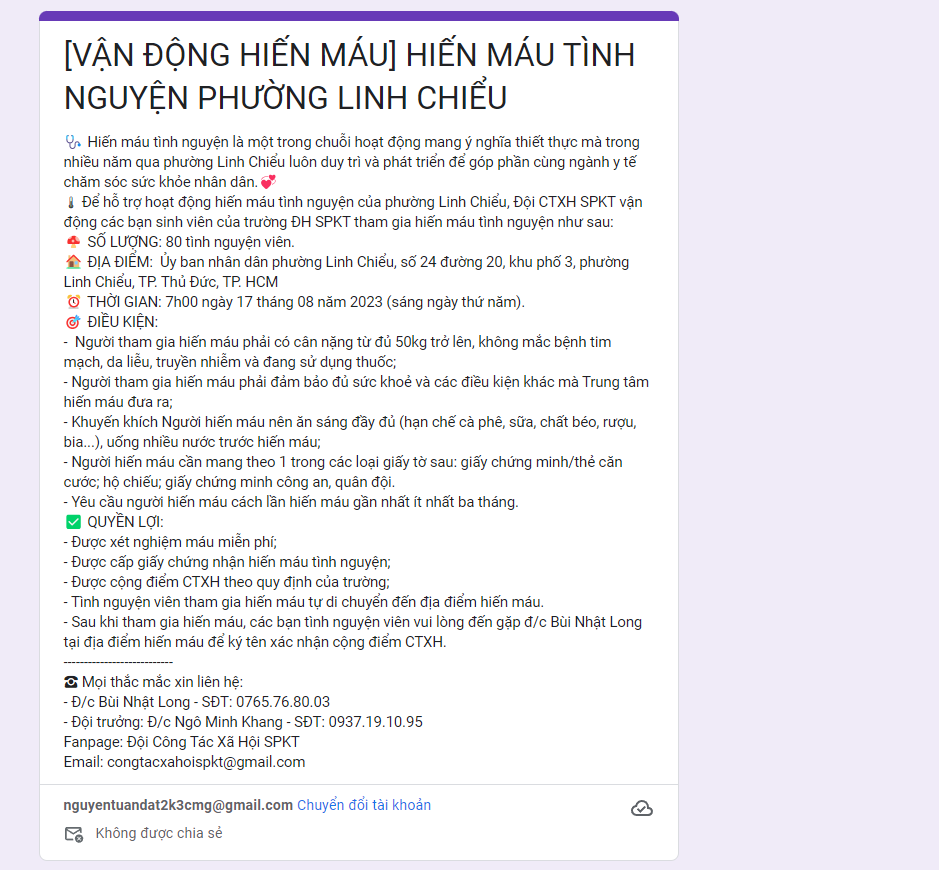 [VẬN ĐỘNG HIẾN MÁU] HIẾN MÁU TÌNH
NGUYỆN PHƯỜNG LINH CHIỂU
🩺 Hiến máu tình nguyện là một trong chuỗi hoạt động mang ý nghĩa thiết thực mà trong
nhiều năm qua phường Linh Chiểu luôn duy trì và phát triển để góp phần cùng ngành y tế
chăm sóc sức khỏe nhân dân.💞
🌡 Để hỗ trợ hoạt động hiến máu tình nguyện của phường Linh Chiểu, Đội CTXH SPKT vận
động các bạn sinh viên của trường ĐH SPKT tham gia hiến máu tình nguyện như sau:
SỐ LƯỢNG: 80 tình nguyện viên.
🏠 ĐỊA ĐIỂM:  Ủy ban nhân dân phường Linh Chiểu, số 24 đường 20, khu phố 3, phường
Linh Chiểu, TP. Thủ Đức, TP. HCM
⏰ THỜI GIAN: 7h00 ngày 17 tháng 08 năm 2023 (sáng ngày thứ năm).
🎯 ĐIỀU KIỆN:
-  Người tham gia hiến máu phải có cân nặng từ đủ 50kg trở lên, không mắc bệnh tim
mạch, da liễu, truyền nhiễm và đang sử dụng thuốc;
- Người tham gia hiến máu phải đảm bảo đủ sức khoẻ và các điều kiện khác mà Trung tâm
hiến máu đưa ra;
- Khuyến khích Người hiến máu nên ăn sáng đầy đủ (hạn chế cà phê, sữa, chất béo, rượu,
bia...), uống nhiều nước trước hiến máu;
- Người hiến máu cần mang theo 1 trong các loại giấy tờ sau: giấy chứng minh/thẻ căn
cước; hộ chiếu; giấy chứng minh công an, quân đội.
- Yêu cầu người hiến máu cách lần hiến máu gần nhất ít nhất ba tháng.
✅ QUYỀN LỢI:
- Được xét nghiệm máu miễn phí;
- Được cấp giấy chứng nhận hiến máu tình nguyện;
- Được cộng điểm CTXH theo quy định của trường;
- Tình nguyện viên tham gia hiến máu tự di chuyển đến địa điểm hiến máu.
- Sau khi tham gia hiến máu, các bạn tình nguyện viên vui lòng đến gặp đ/c Bùi Nhật Long
tại địa điểm hiến máu để ký tên xác nhận cộng điểm CTXH.
---------------------------
☎ Mọi thắc mắc xin liên hệ:
- Đ/c Bùi Nhật Long - SĐT: 0765.76.80.03
- Đội trưởng: Đ/c Ngô Minh Khang - SĐT: 0937.19.10.95
Fanpage: Đội Công Tác Xã Hội SPKT
Email: congtacxahoispkt@gmail.com
nguyentuandat2k3cmg@gmail.com Chuyển đổi tài khoản
Không được chia sẻ